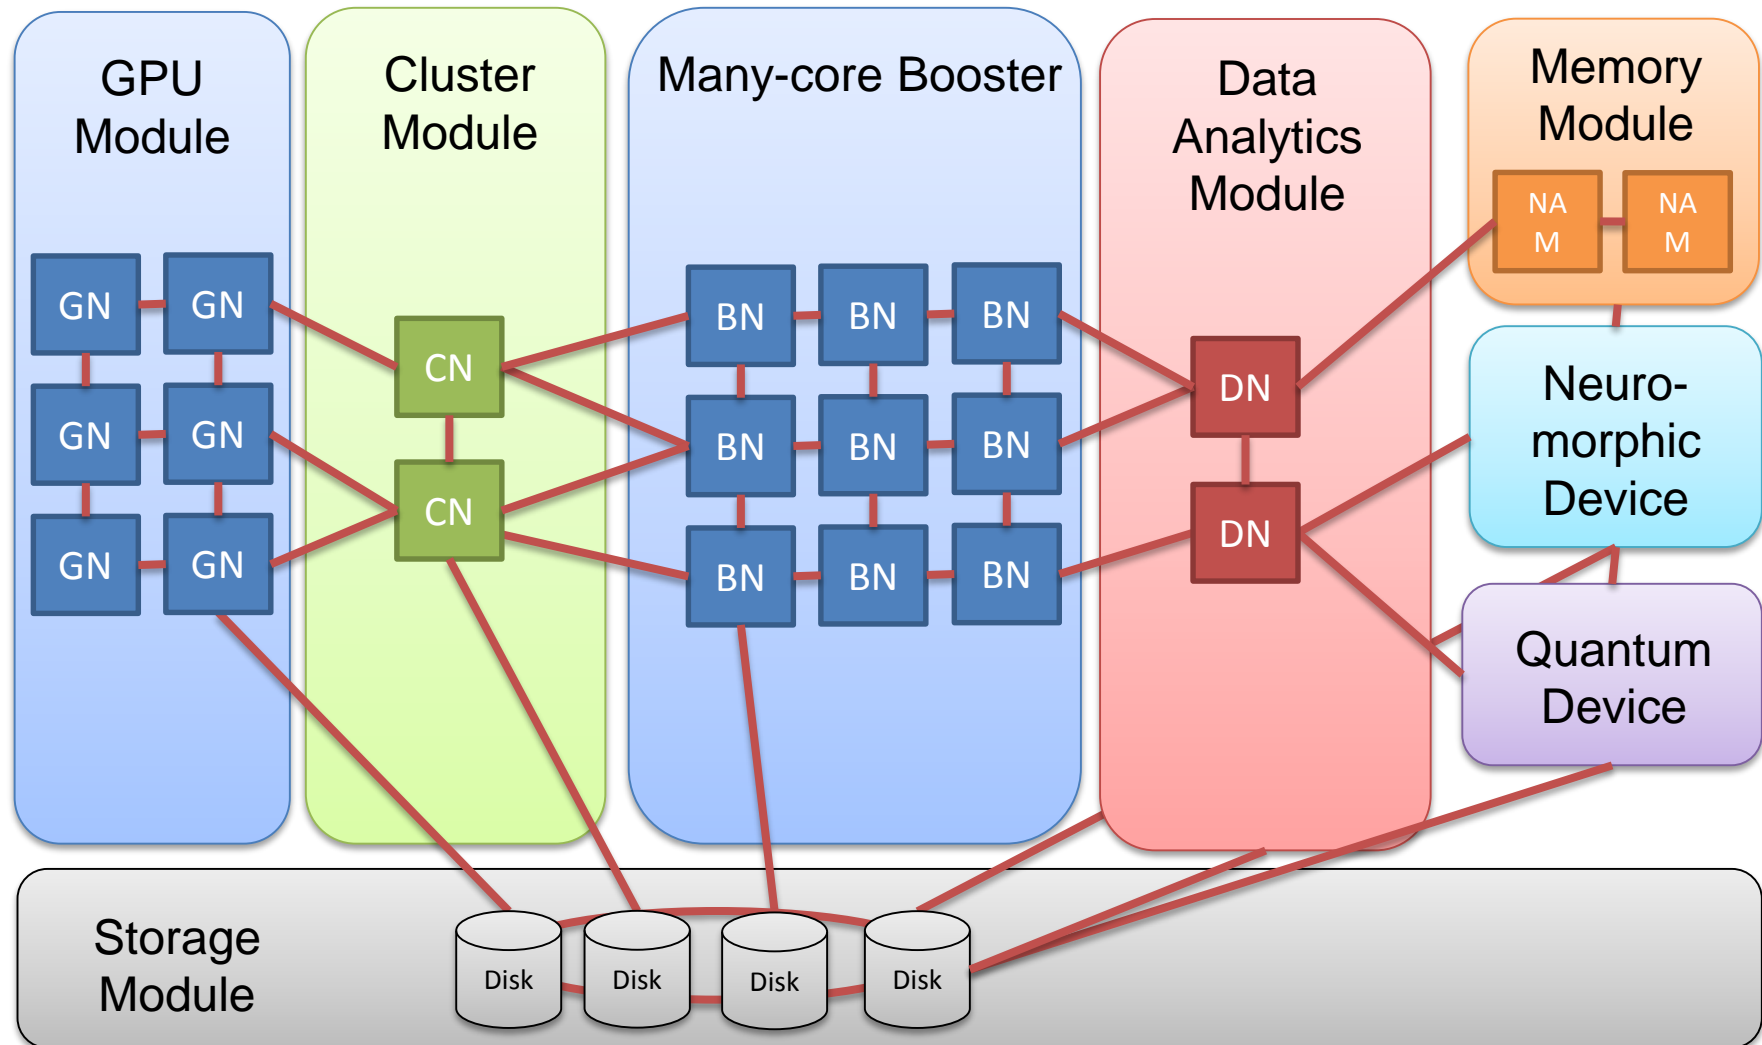 GPU
Module
Cluster
Module
Many-core Booster
Data
Analytics
Module
Memory
Module
NA
M
NA
M
GN
GN
GN
GN
GN
GN
CN
CN
BN
BN
BN
BN
BN
BN
BN
BN
BN
DN
DN
Neuro-
morphic
Device
Quantum
Device
Storage
Module
Disk
Disk
Disk
Disk